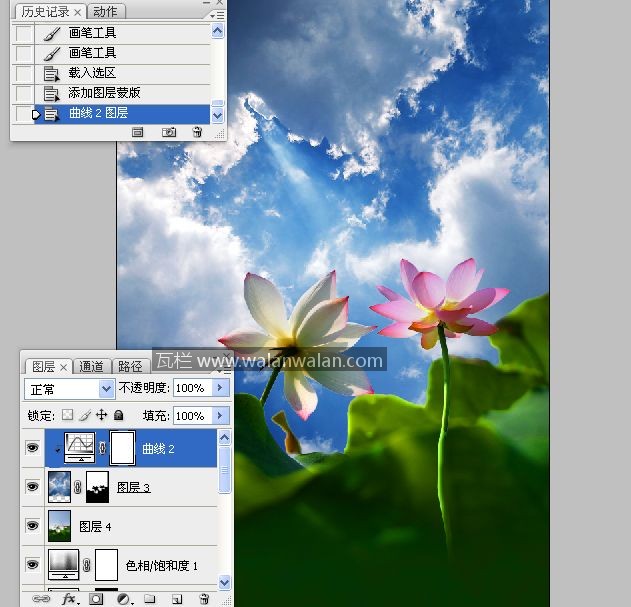 历史记录 × 动作
画笔工具
画笔工具
载入选区
添加图层蒙版
曲线 2 图层
瓦栏 www.walanwalan.com
图层 × 通道 路径
正常 不透明度: 100%
锁定: 填充: 100%
曲线 2
图层 3
图层 4
色相/饱和度 1
fx.